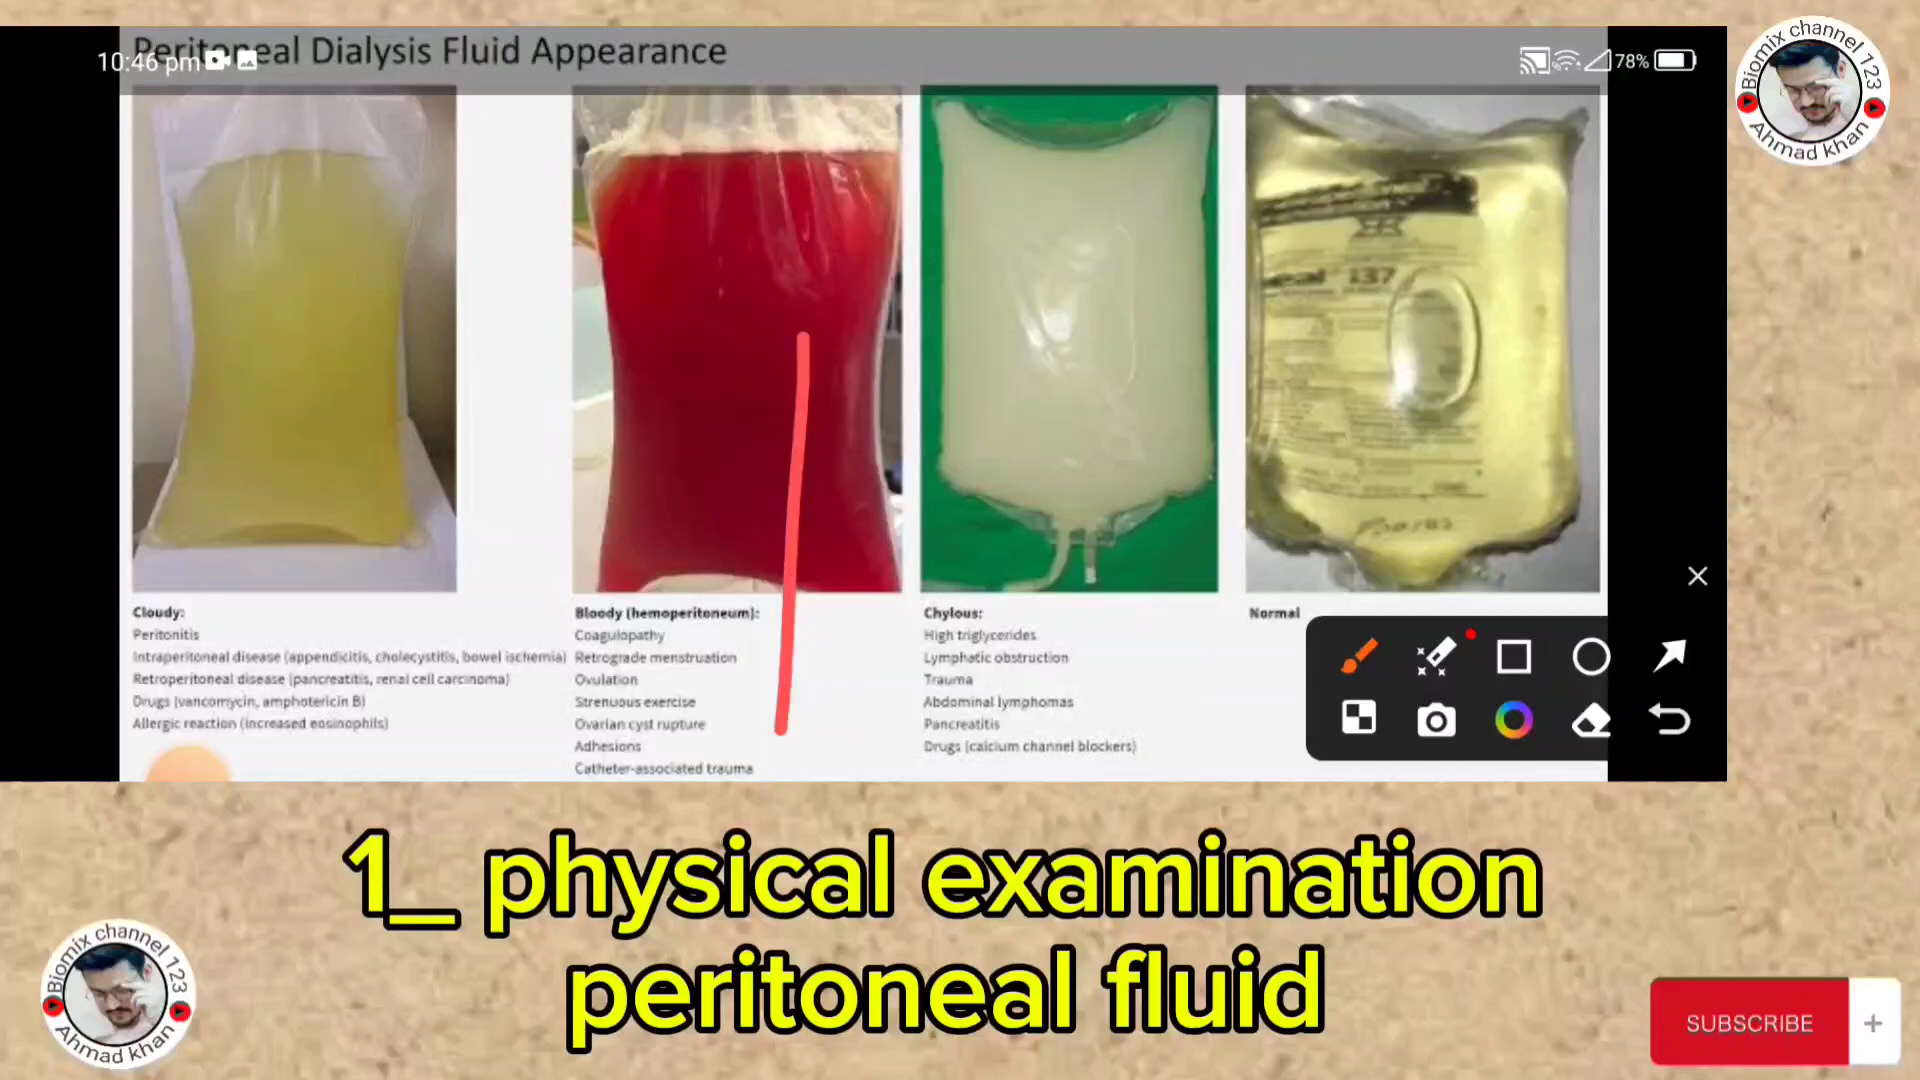 Peritoneal Dialysis Fluid Appearance
10:46 pm
78%
Biomix channel 123
Ahmad khan
137
Cloudy:
Peritonitis
Intraperitoneal disease (appendicitis, cholecystitis, bowel ischemia)
Retroperitoneal disease (pancreatitis, renal cell carcinoma)
Drugs (vancomycin, amphotericin B)
Allergic reaction (increased eosinophils)
Bloody (hemoperitoneum):
Coagulopathy
Retrograde menstruation
Ovulation
Strenuous exercise
Ovarian cyst rupture
Adhesions
Catheter-associated trauma
Chylous:
High triglycerides
Lymphatic obstruction
Trauma
Abdominal lymphomas
Pancreatitis
Drugs (calcium channel blockers)
Normal
1_ physical examination
peritoneal fluid
Biomix channel 123
Ahmad khan
SUBSCRIBE +